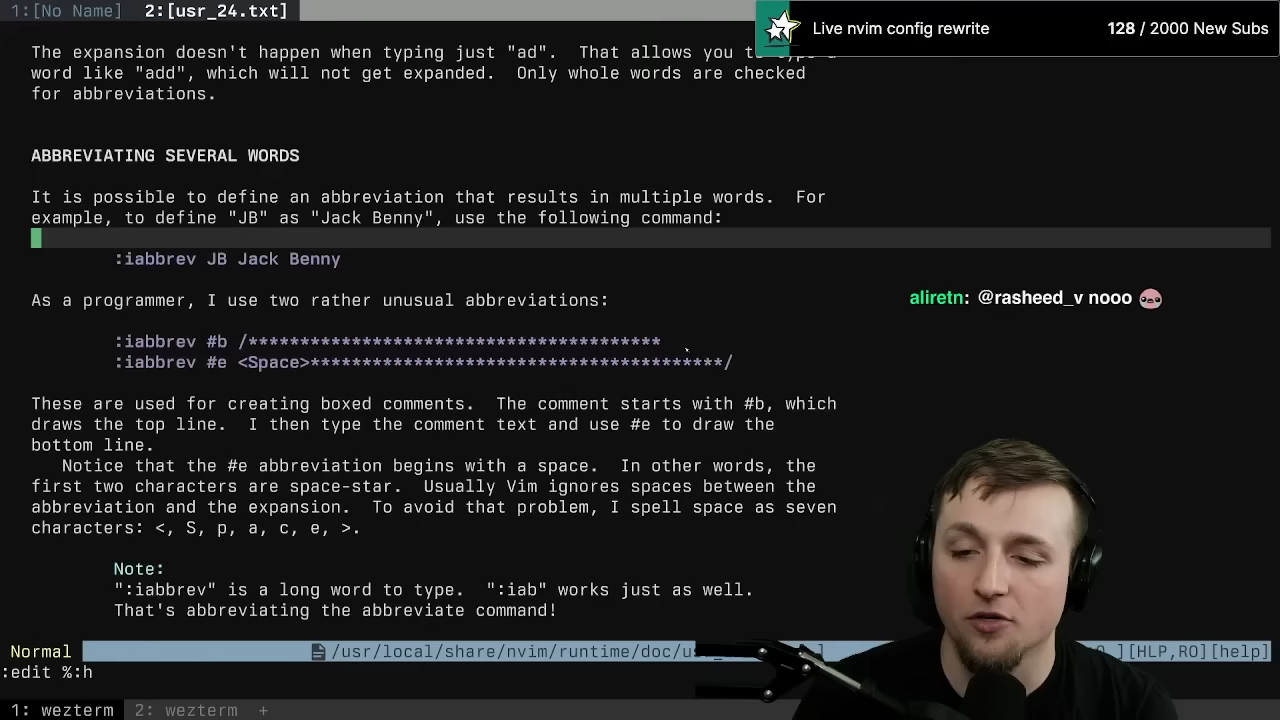 1:[No Name]  2:[usr_24.txt]
Live nvim config rewrite 128 / 2000 New Subs
The expansion doesn't happen when typing just "ad".  That allows you
word like "add", which will not get expanded.  Only whole words are checked
for abbreviations.
ABBREVIATING SEVERAL WORDS
It is possible to define an abbreviation that results in multiple words.  For
example, to define "JB" as "Jack Benny", use the following command:
:iabbrev JB Jack Benny
aliretn: @rasheed_v nooo
As a programmer, I use two rather unusual abbreviations:
:iabbrev #b /****************************************
:iabbrev #e <Space>****************************************/
These are used for creating boxed comments.  The comment starts with #b, which
draws the top line.  I then type the comment text and use #e to draw the
bottom line.
Notice that the #e abbreviation begins with a space.  In other words, the
first two characters are space-star.  Usually Vim ignores spaces between the
abbreviation and the expansion.  To avoid that problem, I spell space as seven
characters: <, S, p, a, c, e, >.
Note:
":iabbrev" is a long word to type.  ":iab" works just as well.
That's abbreviating the abbreviate command!
Normal /usr/local/share/nvim/runtime/doc/ ][HLP,RO][help]
:edit %:h
1: wezterm  2: wezterm  +